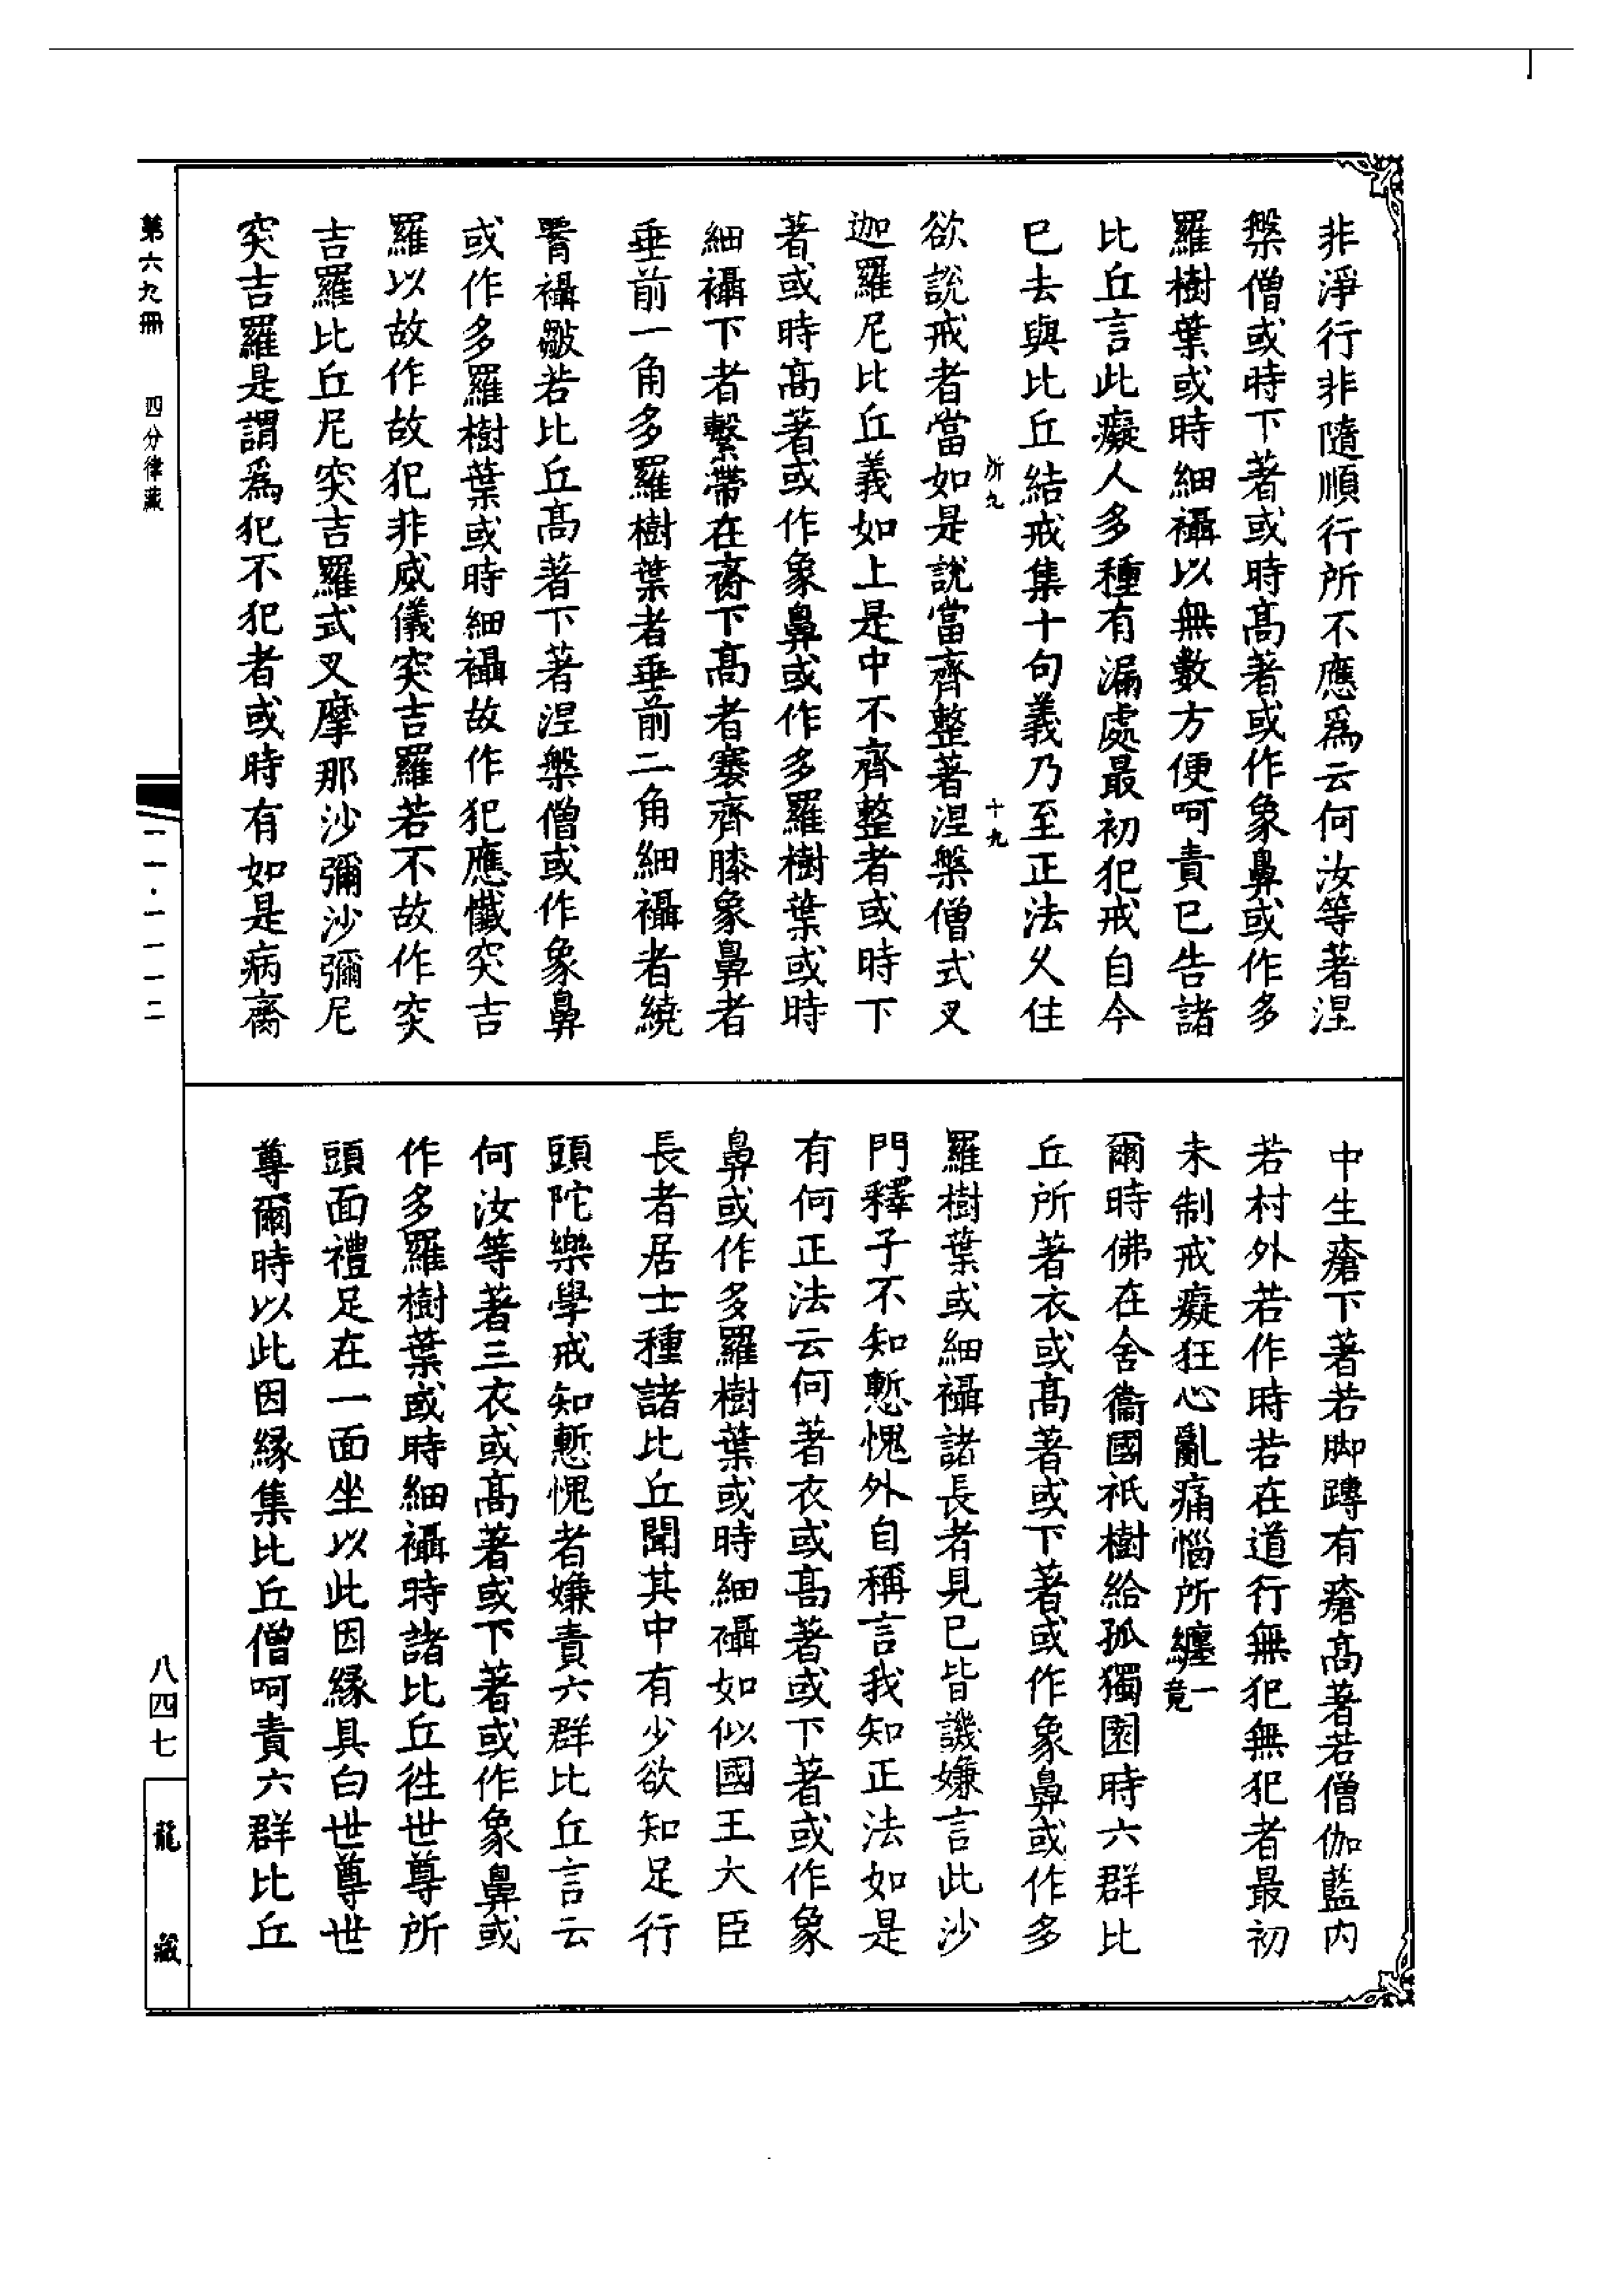 非淨行非隨順行所不應爲云何汝等著涅
槃僧或時下著或時髙著或作象鼻或作多
羅樹葉或時細襵以無數方便呵責已告諸
比丘言此癡人多種有漏處最初犯戒自今
已去與比丘結戒集十句義乃至正法久住
所九
十九
欲說戒者當如是說當齊整著涅槃僧式叉
迦羅尼比丘義如上是中不齊整者或時下
著或時髙著或作象鼻或作多羅樹葉或時
細襵下者繫帶在臍下髙者褰齊膝象鼻者
垂前一角多羅樹葉者垂前二角細襵者繞
䏶襵皺若比丘髙著下著涅槃僧或作象鼻
或作多羅樹葉或時細襵故作犯應懺突吉
羅以故作故犯非威儀突吉羅若不故作突
吉羅比丘尼突吉羅式叉摩那沙彌沙彌尼
突吉羅是謂爲犯不犯者或時有如是病臍
中生瘡下著若脚蹲有瘡髙著若僧伽藍内
若村外若作時若在道行無犯無犯者最初
未制戒癡狂心亂痛惱所纏一竟
爾時佛在舍衞國祇樹給孤獨園時六群比
丘所著衣或髙著或下著或作象鼻或作多
羅樹葉或細襵諸長者見已皆譏嫌言此沙
門釋子不知慙愧外自稱言我知正法如是
有何正法云何著衣或髙著或下著或作象
鼻或作多羅樹葉或時細襵如似國王大臣
長者居士種諸比丘聞其中有少欲知足行
頭陀樂學戒知慙愧者嫌責六群比丘言云
何汝等著三衣或髙著或下著或作象鼻或
作多羅樹葉或時細襵時諸比丘徃世尊所
頭面禮足在一面坐以此因緣具白世尊世
尊爾時以此因緣集比丘僧呵責六群比丘
第六九冊
四分律藏
一一·一一一二
八四七
龍藏